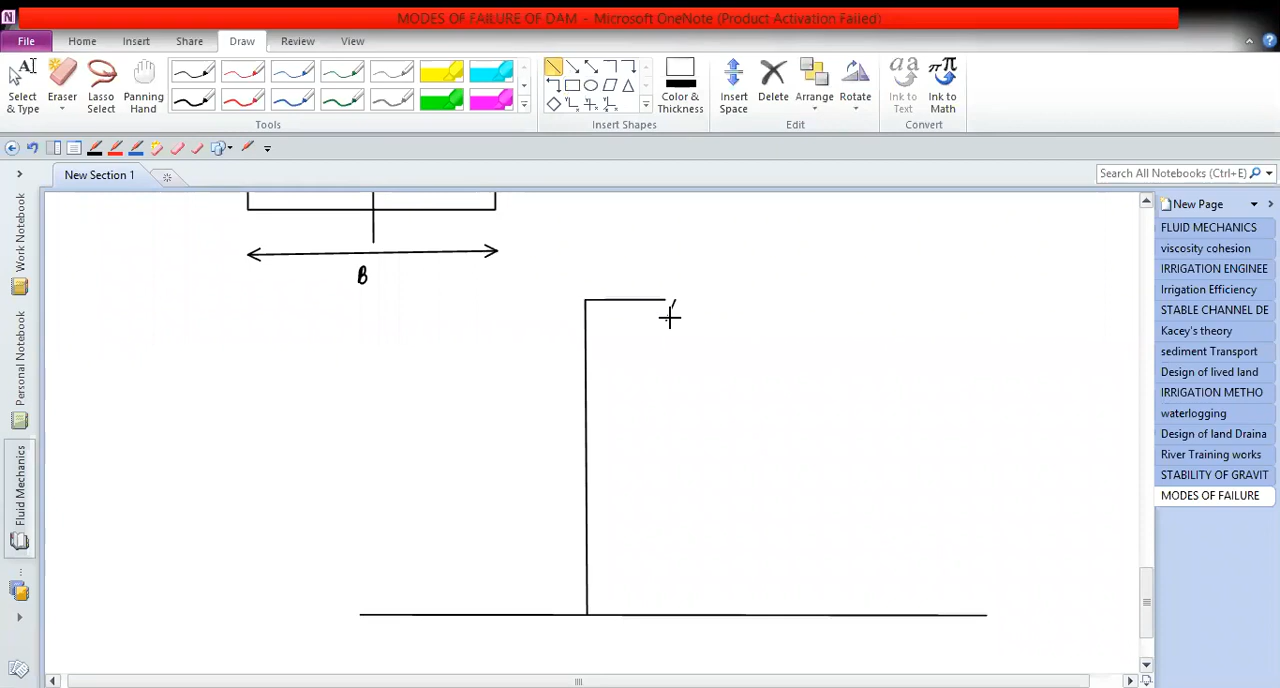 MODES OF FAILURE OF DAM - Microsoft OneNote (Product Activation Failed)
File Home Insert Share Draw Review View
Select & Type
Eraser
Lasso Select
Panning Hand
Color & Thickness
Insert Space
Delete
Arrange
Rotate
Ink to Text
Ink to Math
Tools
Insert Shapes
Edit
Convert
New Section 1
Search All Notebooks (Ctrl+E)
Work Notebook
Personal Notebook
Fluid Mechanics
B
New Page
FLUID MECHANICS
viscosity cohesion
IRRIGATION ENGINEE
Irrigation Efficiency
STABLE CHANNEL DE
Kacey's theory
sediment Transport
Design of lived land
IRRIGATION METHO
waterlogging
Design of land Draina
River Training works
STABILITY OF GRAVIT
MODES OF FAILURE